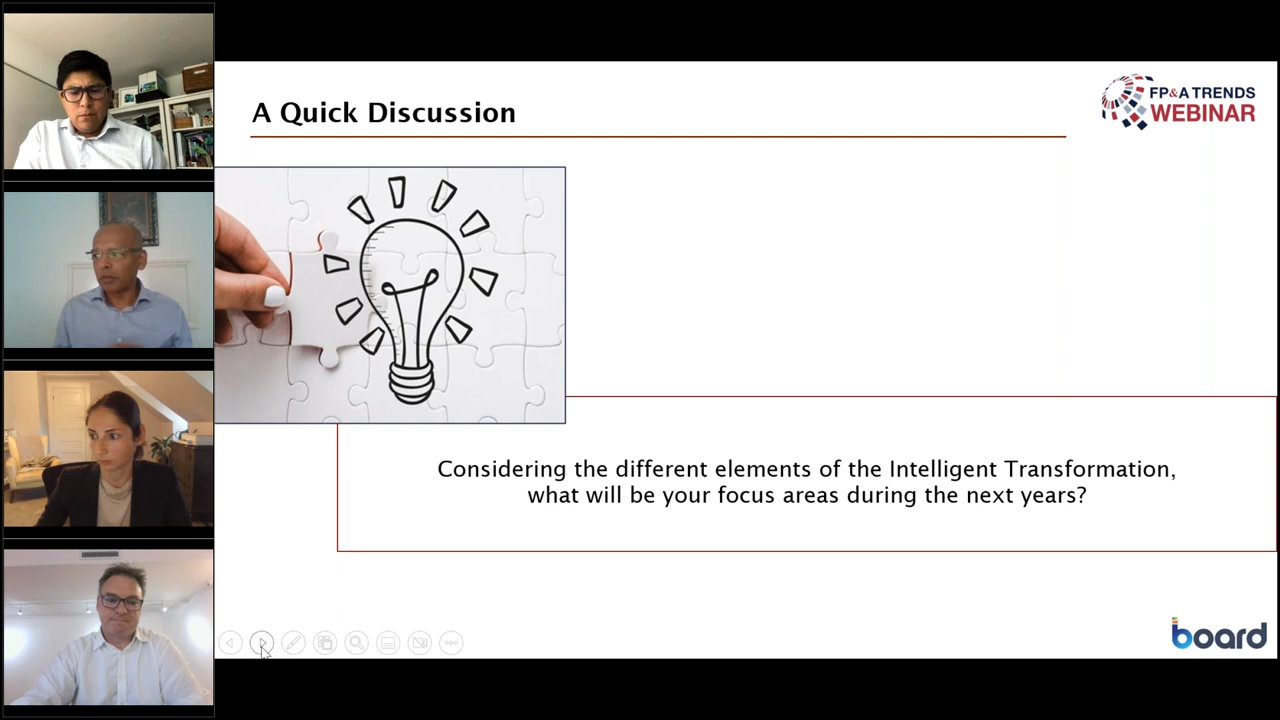 A Quick Discussion
FP&A TRENDS
WEBINAR
Considering the different elements of the Intelligent Transformation,
what will be your focus areas during the next years?
board